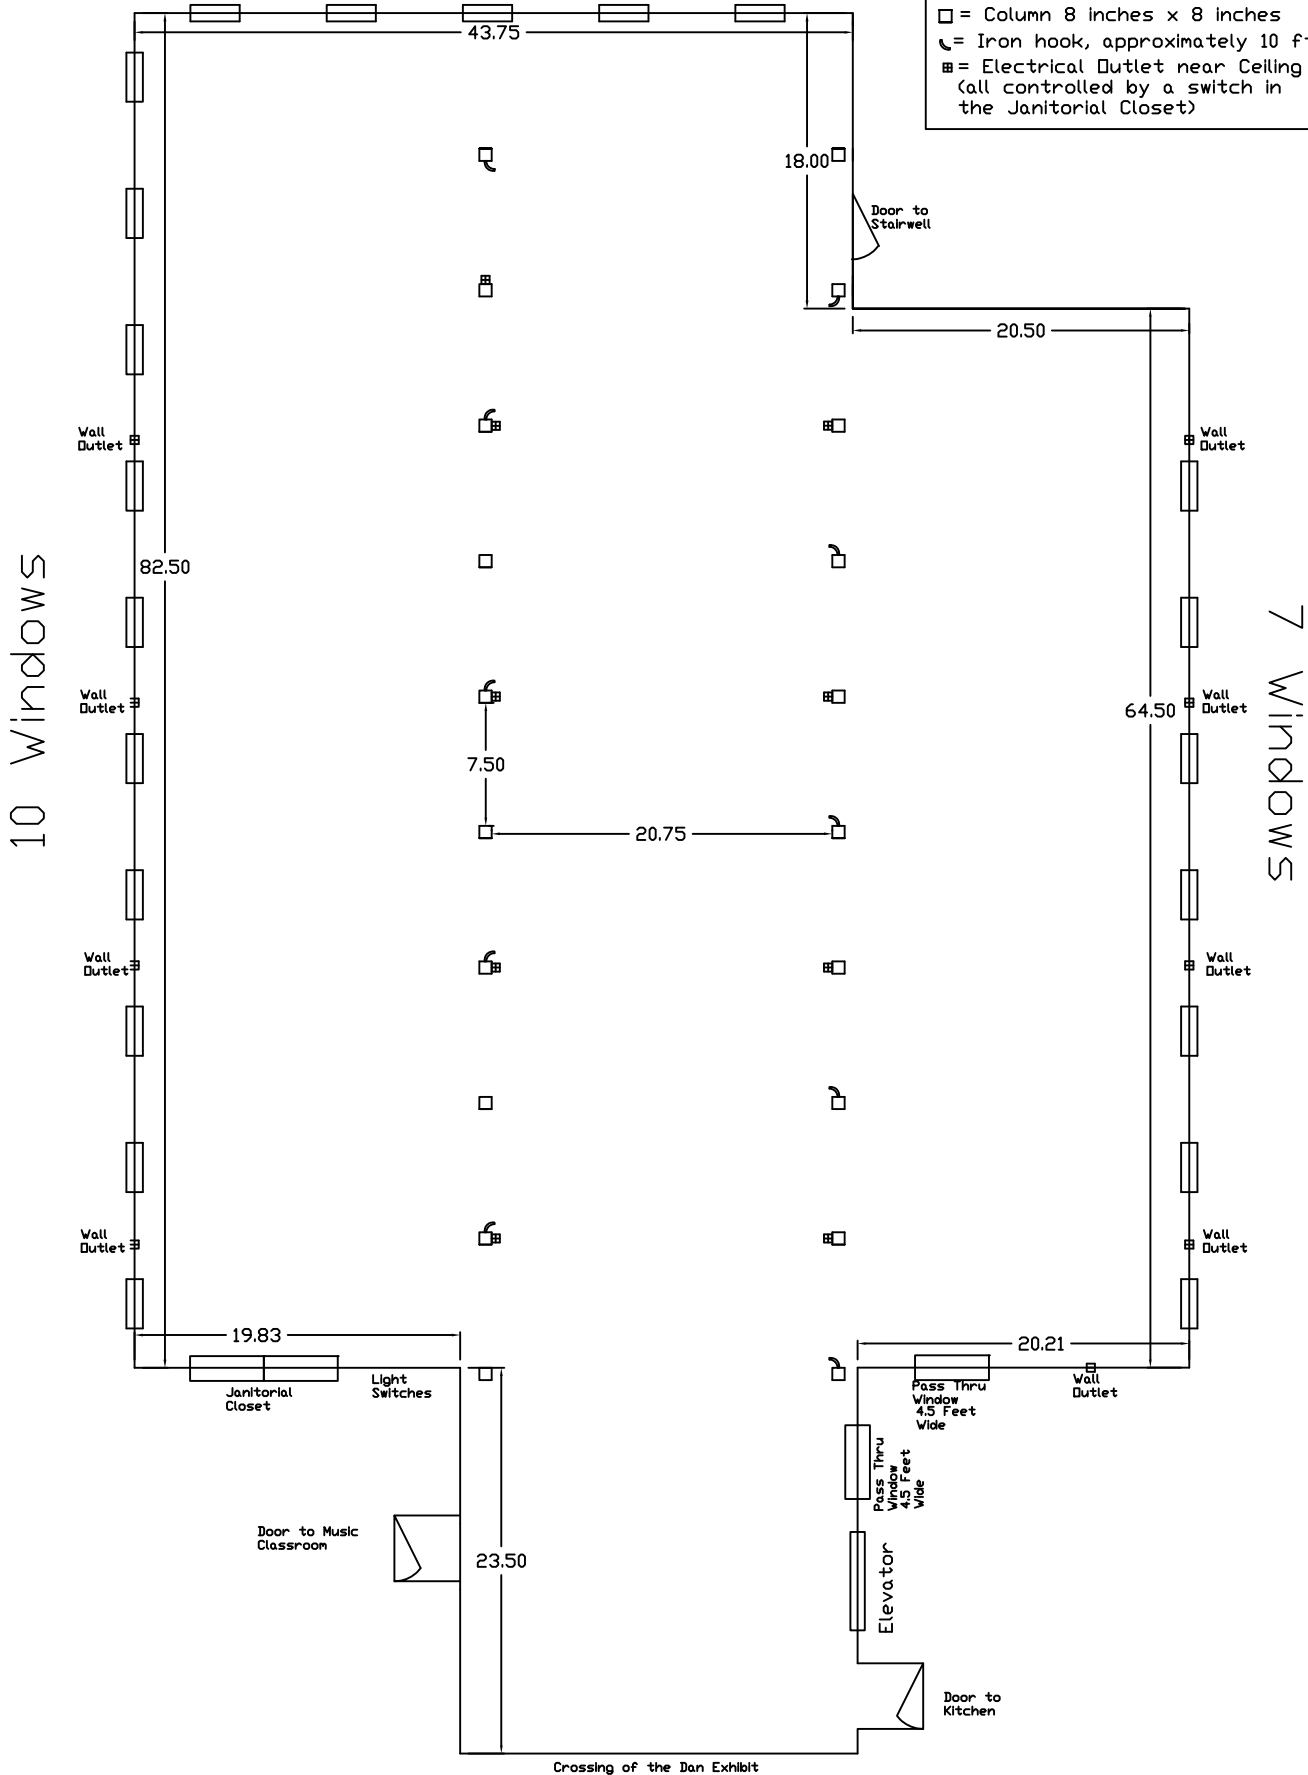 = Column 8 inches x 8 inches
= Iron hook, approximately 10 f
= Electrical Outlet near Ceiling
(all controlled by a switch in
the Janitorial Closet)
43.75
18.00
Door to
Stairwell
20.50
Wall
Outlet
Wall
Outlet
82.50
10 Windows
7 Windows
Wall
Outlet
64.50
Wall
Outlet
7.50
20.75
Wall
Outlet
Wall
Outlet
Wall
Outlet
Wall
Outlet
19.83
20.21
Janitorial
Closet
Light
Switches
Pass Thru
Window
4.5 Feet
Wide
Wall
Outlet
Pass Thru
Window
4.5 Feet
Wide
Door to Music
Classroom
23.50
Elevator
Door to
Kitchen
Crossing of the Dan Exhibit